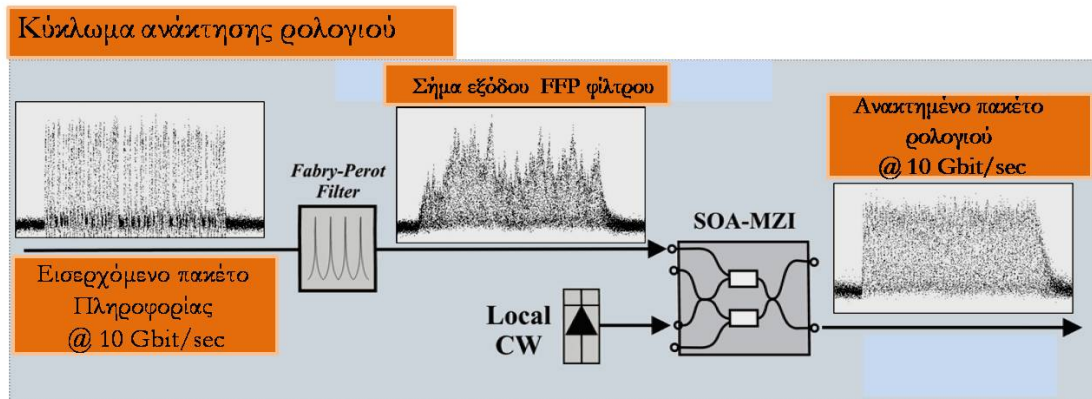 Κύκλωμα ανάκτησης ρολογιού
Σήμα εξόδου FFP φίλτρου
Ανακτημένο πακέτο
ρολογιού
@ 10 Gbit/sec
Fabry-Perot
Filter
SOA-MZI
Εισερχόμενο πακέτο
Πληροφορίας
@ 10 Gbit/sec
Local
CW